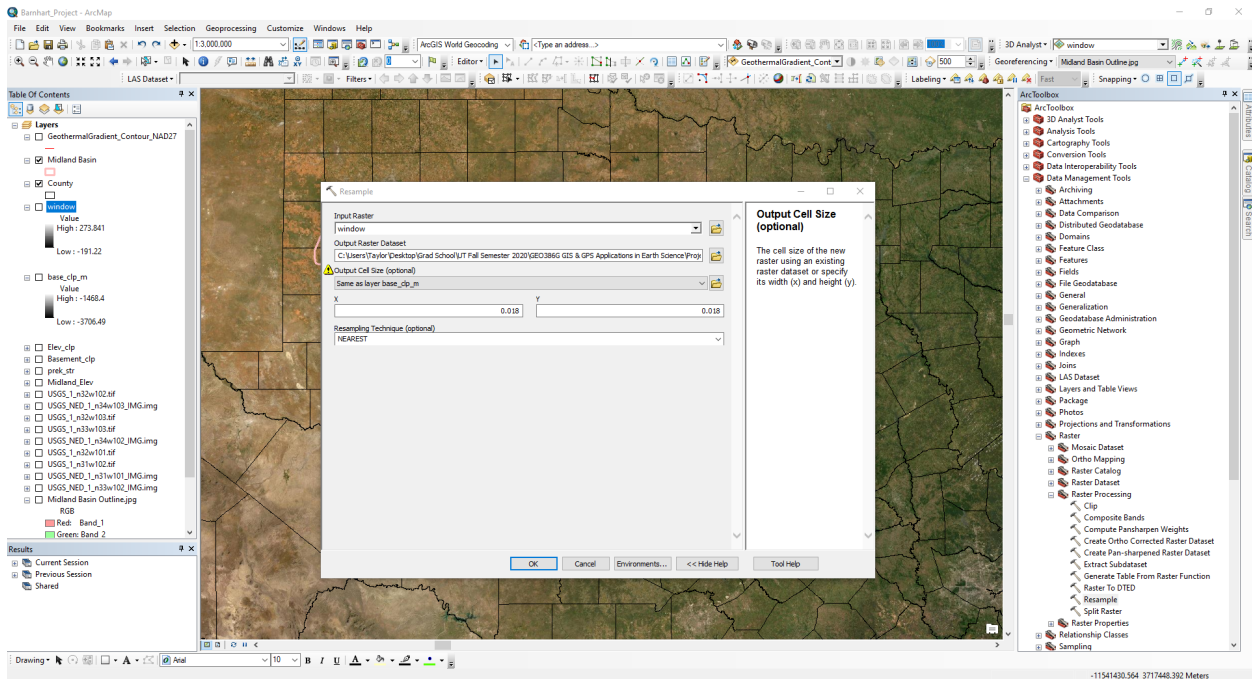 Barnhart_Project - ArcMap
File Edit View Bookmarks Insert Selection Geoprocessing Customize Windows Help
1:3,000,000
ArcGIS World Geocoding
<Type an address...>
3D Analyst
window
Editor
GeothermalGradient_Cont
500
Georeferencing
Midland Basin Outline.jpg
LAS Dataset
Filters
Labeling
Fast
Snapping
Table Of Contents
Layers
GeothermalGradient_Contour_NAD27
Midland Basin
County
window
Value
High : 273.841
Low : -191.22
base_clp_m
Value
High : -1468.4
Low : -3706.49
Elev_clp
Basement_clp
prek_str
Midland_Elev
USGS_1_n32w102.tif
USGS_NED_1_n34w103_IMG.img
USGS_1_n32w103.tif
USGS_1_n33w103.tif
USGS_NED_1_n34w102_IMG.img
USGS_1_n32w101.tif
USGS_1_n31w102.tif
USGS_NED_1_n31w101_IMG.img
USGS_NED_1_n33w102_IMG.img
Midland Basin Outline.jpg
RGB
Red: Band_1
Green: Band_2
Results
Current Session
Previous Session
Shared
Resample
Input Raster
window
Output Raster Dataset
C:\Users\Taylor\Desktop\Grad School\UT Fall Semester 2020\GEO386G GIS & GPS Applications in Earth Science\Proje
Output Cell Size (optional)
Same as layer base_clp_m
X Y
0.018 0.018
Resampling Technique (optional)
NEAREST
OK Cancel Environments... << Hide Help Tool Help
Output Cell Size
(optional)
The cell size of the new
raster using an existing
raster dataset or specify
its width (x) and height (y).
ArcToolbox
ArcToolbox
3D Analyst Tools
Analysis Tools
Cartography Tools
Conversion Tools
Data Interoperability Tools
Data Management Tools
Archiving
Attachments
Data Comparison
Distributed Geodatabase
Domains
Feature Class
Features
Fields
File Geodatabase
General
Generalization
Geodatabase Administration
Geometric Network
Graph
Indexes
Joins
LAS Dataset
Layers and Table Views
Package
Photos
Projections and Transformations
Raster
Mosaic Dataset
Ortho Mapping
Raster Catalog
Raster Dataset
Raster Processing
Clip
Composite Bands
Compute Pansharpen Weights
Create Ortho Corrected Raster Dataset
Create Pan-sharpened Raster Dataset
Extract Subdataset
Generate Table From Raster Function
Raster To DTED
Resample
Split Raster
Raster Properties
Relationship Classes
Sampling
Attributes
Catalog
Search
Drawing
Arial
10
B I U A
-11541430.564 3717448.392 Meters